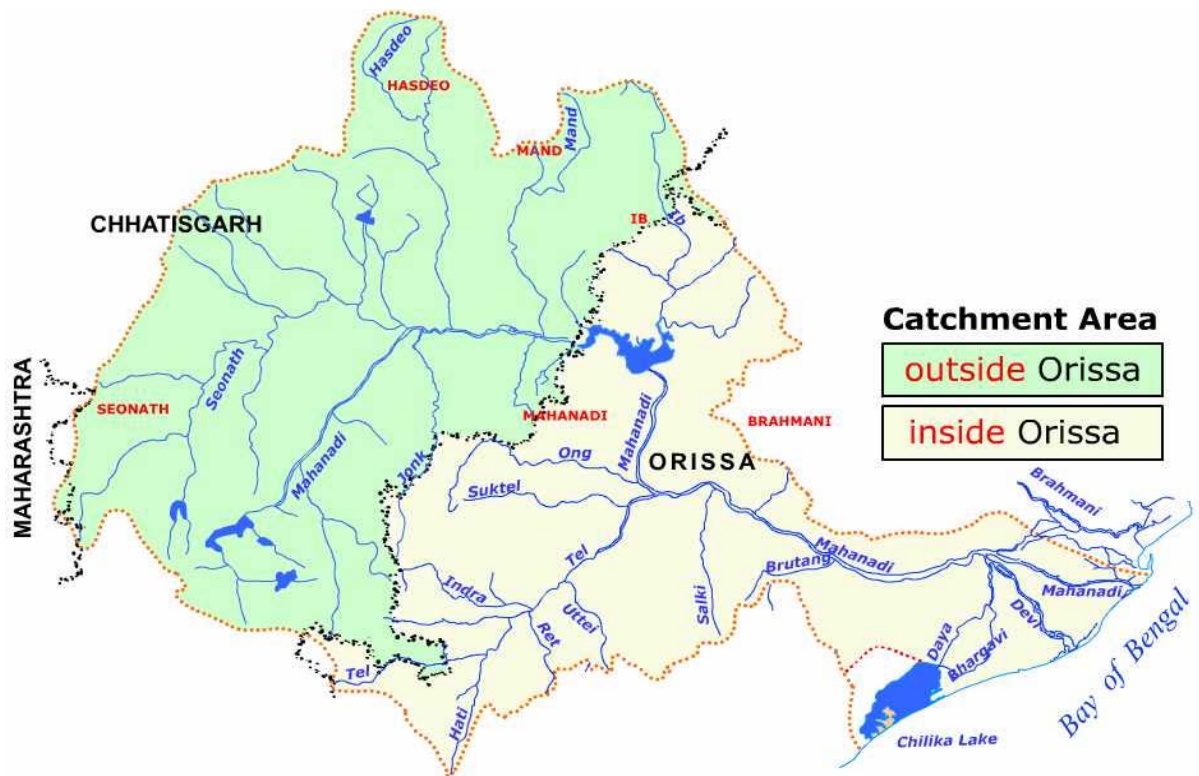 Hasdeo
HASDEO
Mand
MAND
CHHATISGARH
IB
Ib
Catchment Area
outside Orissa
inside Orissa
MAHARASHTRA
SEONATH
Seonath
Mahanadi
MAHANADI
Mahanadi
BRAHMANI
Jonk
Ong
ORISSA
Suktel
Brahmani
Tel
Mahanadi
Brutang
Salki
Indra
Uttei
Ret
Mahanadi
Devi
Daya
Bhargavi
Tel
Hati
Bay of Bengal
Chilika Lake